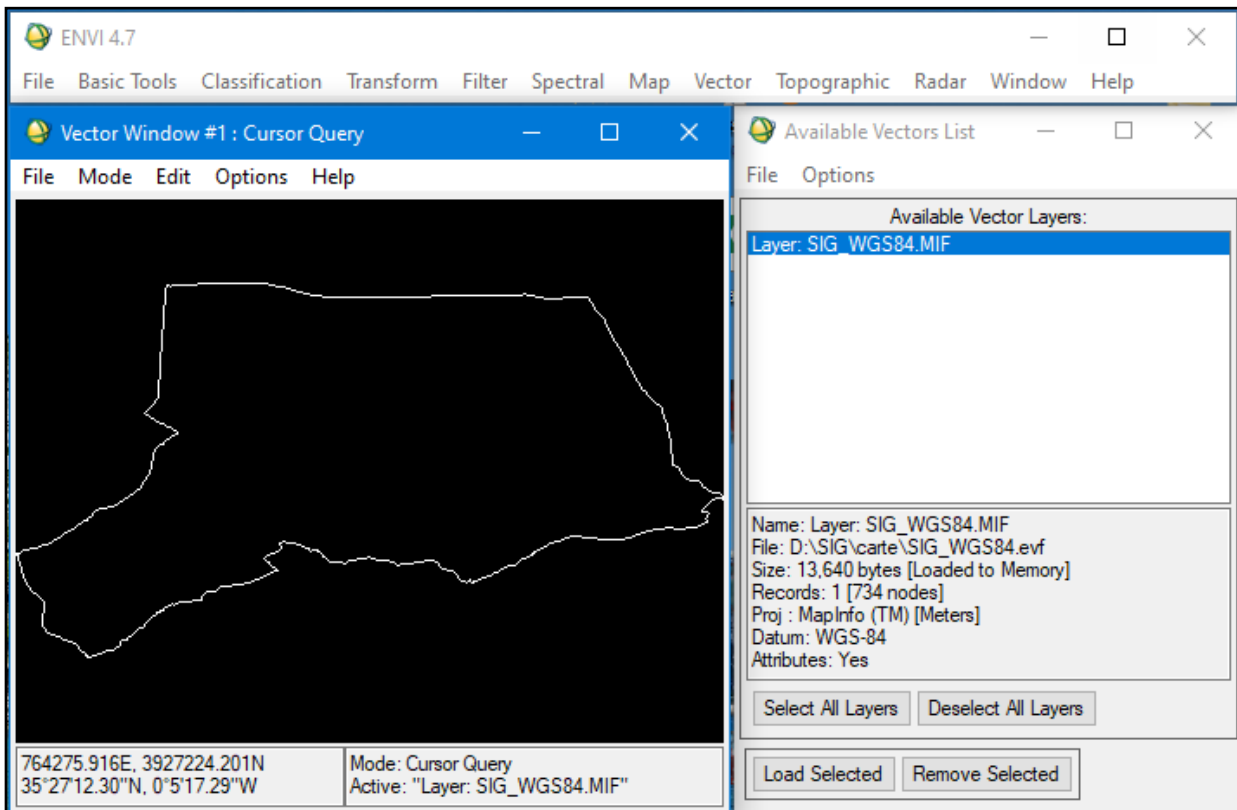 ENVI 4.7
File Basic Tools Classification Transform Filter Spectral Map Vector Topographic Radar Window Help
Vector Window #1 : Cursor Query
File Mode Edit Options Help
764275.916E, 3927224.201N
35°27'12.30"N, 0°5'17.29"W
Mode: Cursor Query
Active: "Layer: SIG_WGS84.MIF"
Available Vectors List
File Options
Available Vector Layers:
Layer: SIG_WGS84.MIF
Name: Layer: SIG_WGS84.MIF
File: D:\SIG\carte\SIG_WGS84.evf
Size: 13,640 bytes [Loaded to Memory]
Records: 1 [734 nodes]
Proj : MapInfo (TM) [Meters]
Datum: WGS-84
Attributes: Yes
Select All Layers Deselect All Layers
Load Selected Remove Selected